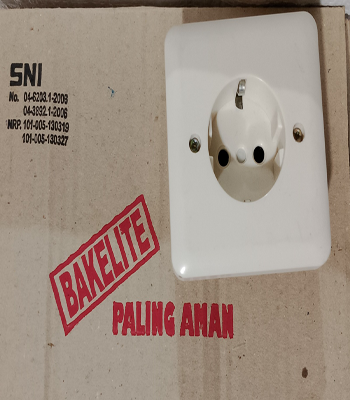 SNI
No. 04-6203.1-2006
04-3892.1-2006
NRP. 101-005-130319
101-005-130327
BAKELITE
PALING AMAN